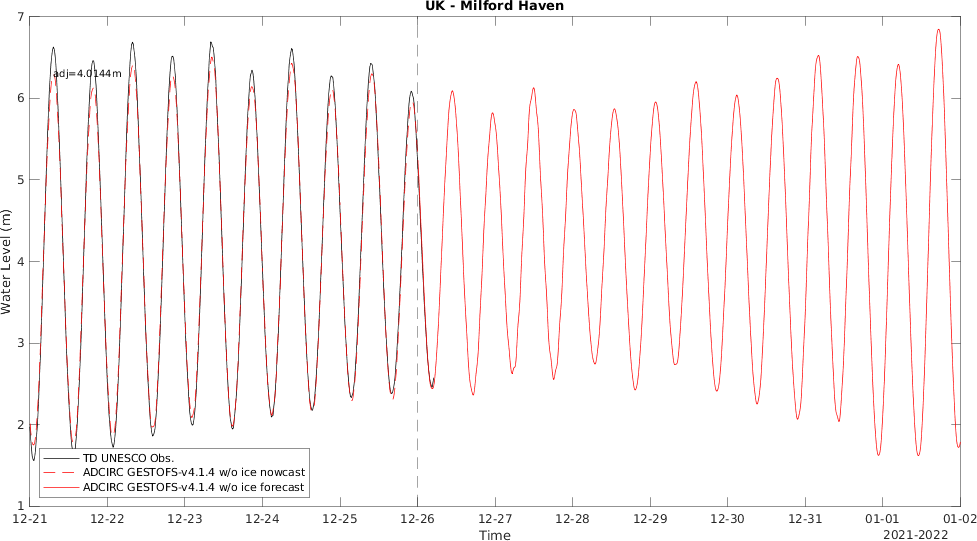 UK - Milford Haven
7
6
5
4
3
2
1
Water Level (m)
adj=4.0144m
TD UNESCO Obs.
ADCIRC GESTOFS-v4.1.4 w/o ice nowcast
ADCIRC GESTOFS-v4.1.4 w/o ice forecast
12-21 12-22 12-23 12-24 12-25 12-26 12-27 12-28 12-29 12-30 12-31 01-01 01-02
Time
2021-2022